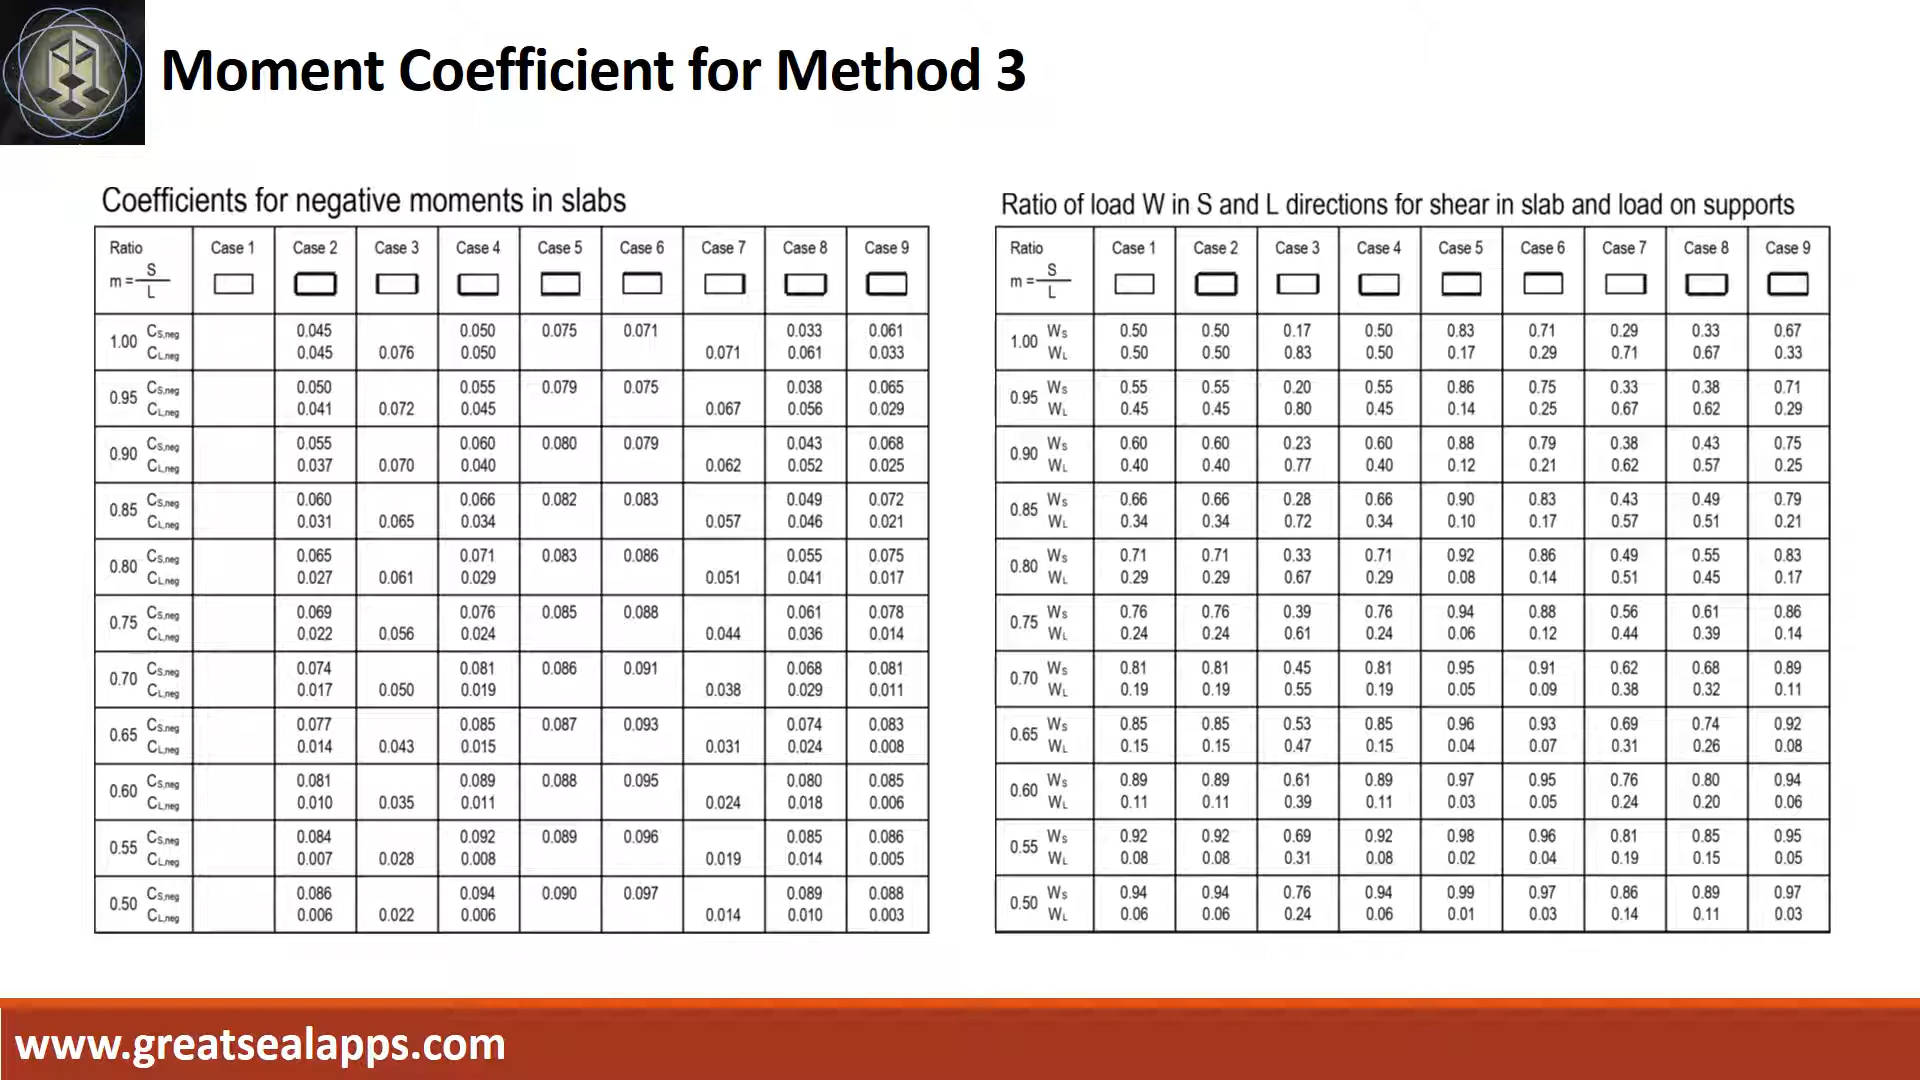 Moment Coefficient for Method 3
Coefficients for negative moments in slabs
Ratio m = S/L Case 1 Case 2 Case 3 Case 4 Case 5 Case 6 Case 7 Case 8 Case 9
1.00 CS,neg 0.045 0.050 0.075 0.071 0.033 0.061
CL,neg 0.045 0.076 0.050 0.071 0.061 0.033
0.95 CS,neg 0.050 0.055 0.079 0.075 0.038 0.065
CL,neg 0.041 0.072 0.045 0.067 0.056 0.029
0.90 CS,neg 0.055 0.060 0.080 0.079 0.043 0.068
CL,neg 0.037 0.070 0.040 0.062 0.052 0.025
0.85 CS,neg 0.060 0.066 0.082 0.083 0.049 0.072
CL,neg 0.031 0.065 0.034 0.057 0.046 0.021
0.80 CS,neg 0.065 0.071 0.083 0.086 0.055 0.075
CL,neg 0.027 0.061 0.029 0.051 0.041 0.017
0.75 CS,neg 0.069 0.076 0.085 0.088 0.061 0.078
CL,neg 0.022 0.056 0.024 0.044 0.036 0.014
0.70 CS,neg 0.074 0.081 0.086 0.091 0.068 0.081
CL,neg 0.017 0.050 0.019 0.038 0.029 0.011
0.65 CS,neg 0.077 0.085 0.087 0.093 0.074 0.083
CL,neg 0.014 0.043 0.015 0.031 0.024 0.008
0.60 CS,neg 0.081 0.089 0.088 0.095 0.080 0.085
CL,neg 0.010 0.035 0.011 0.024 0.018 0.006
0.55 CS,neg 0.084 0.092 0.089 0.096 0.085 0.086
CL,neg 0.007 0.028 0.008 0.019 0.014 0.005
0.50 CS,neg 0.086 0.094 0.090 0.097 0.089 0.088
CL,neg 0.006 0.022 0.006 0.014 0.010 0.003
Ratio of load W in S and L directions for shear in slab and load on supports
Ratio m = S/L Case 1 Case 2 Case 3 Case 4 Case 5 Case 6 Case 7 Case 8 Case 9
1.00 WS 0.50 0.50 0.17 0.50 0.83 0.71 0.29 0.33 0.67
WL 0.50 0.50 0.83 0.50 0.17 0.29 0.71 0.67 0.33
0.95 WS 0.55 0.55 0.20 0.55 0.86 0.75 0.33 0.38 0.71
WL 0.45 0.45 0.80 0.45 0.14 0.25 0.67 0.62 0.29
0.90 WS 0.60 0.60 0.23 0.60 0.88 0.79 0.38 0.43 0.75
WL 0.40 0.40 0.77 0.40 0.12 0.21 0.62 0.57 0.25
0.85 WS 0.66 0.66 0.28 0.66 0.90 0.83 0.43 0.49 0.79
WL 0.34 0.34 0.72 0.34 0.10 0.17 0.57 0.51 0.21
0.80 WS 0.71 0.71 0.33 0.71 0.92 0.86 0.49 0.55 0.83
WL 0.29 0.29 0.67 0.29 0.08 0.14 0.51 0.45 0.17
0.75 WS 0.76 0.76 0.39 0.76 0.94 0.88 0.56 0.61 0.86
WL 0.24 0.24 0.61 0.24 0.06 0.12 0.44 0.39 0.14
0.70 WS 0.81 0.81 0.45 0.81 0.95 0.91 0.62 0.68 0.89
WL 0.19 0.19 0.55 0.19 0.05 0.09 0.38 0.32 0.11
0.65 WS 0.85 0.85 0.53 0.85 0.96 0.93 0.69 0.74 0.92
WL 0.15 0.15 0.47 0.15 0.04 0.07 0.31 0.26 0.08
0.60 WS 0.89 0.89 0.61 0.89 0.97 0.95 0.76 0.80 0.94
WL 0.11 0.11 0.39 0.11 0.03 0.05 0.24 0.20 0.06
0.55 WS 0.92 0.92 0.69 0.92 0.98 0.96 0.81 0.85 0.95
WL 0.08 0.08 0.31 0.08 0.02 0.04 0.19 0.15 0.05
0.50 WS 0.94 0.94 0.76 0.94 0.99 0.97 0.86 0.89 0.97
WL 0.06 0.06 0.24 0.06 0.01 0.03 0.14 0.11 0.03
www.greatsealapps.com